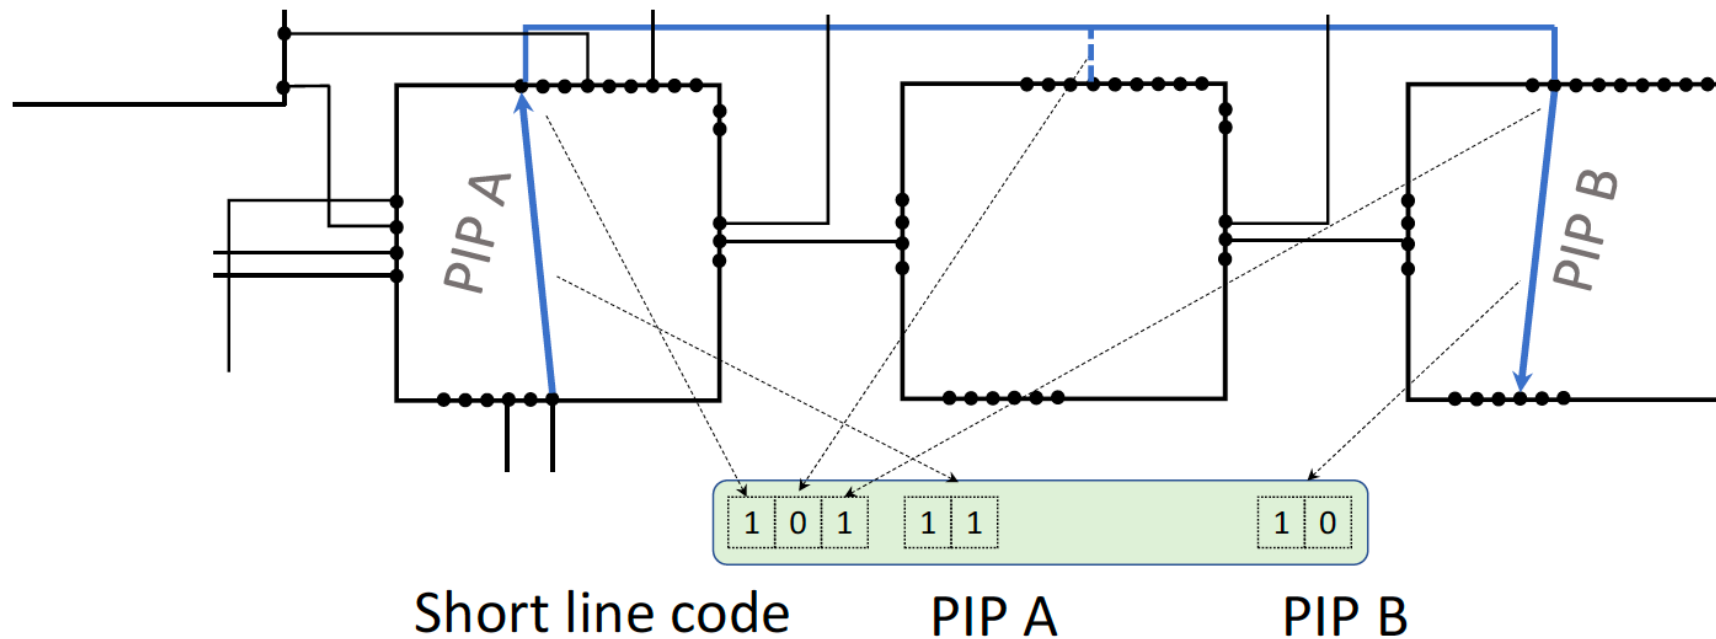 PIP A
PIP B
1 0 1 1 1 1 0
Short line code PIP A PIP B